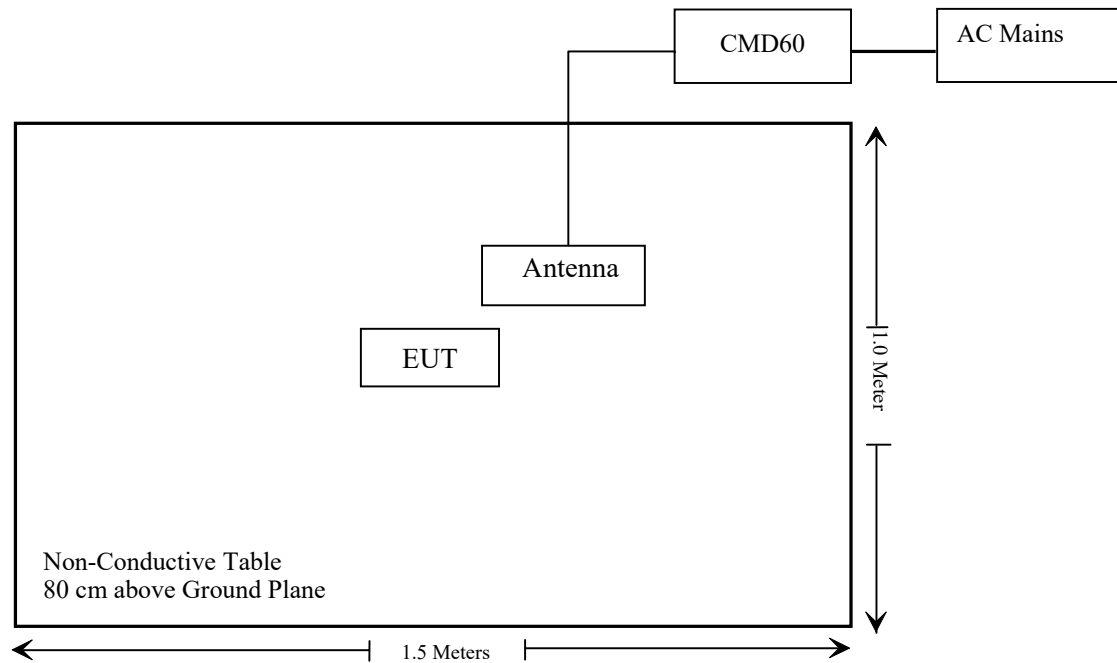 CMD60
AC Mains
Antenna
EUT
1.0 Meter
Non-Conductive Table
80 cm above Ground Plane
1.5 Meters